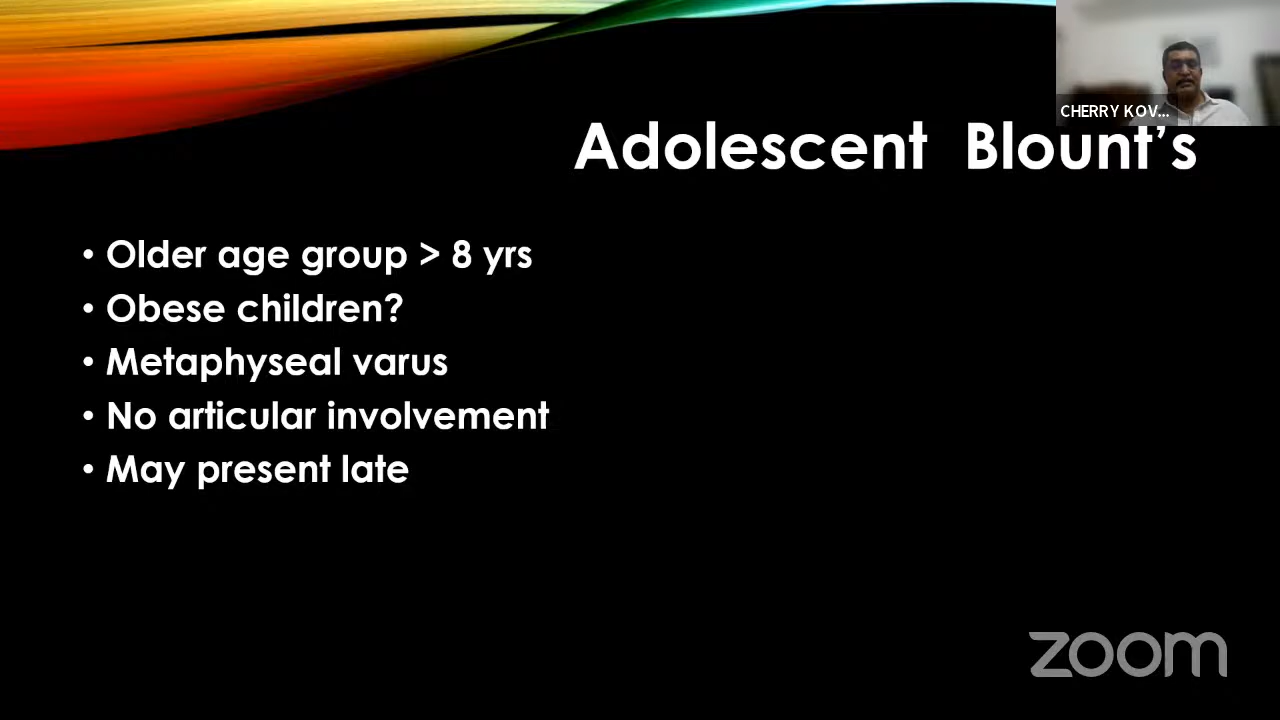 CHERRY KOV...
Adolescent Blount’s
• Older age group > 8 yrs
• Obese children?
• Metaphyseal varus
• No articular involvement
• May present late
zoom